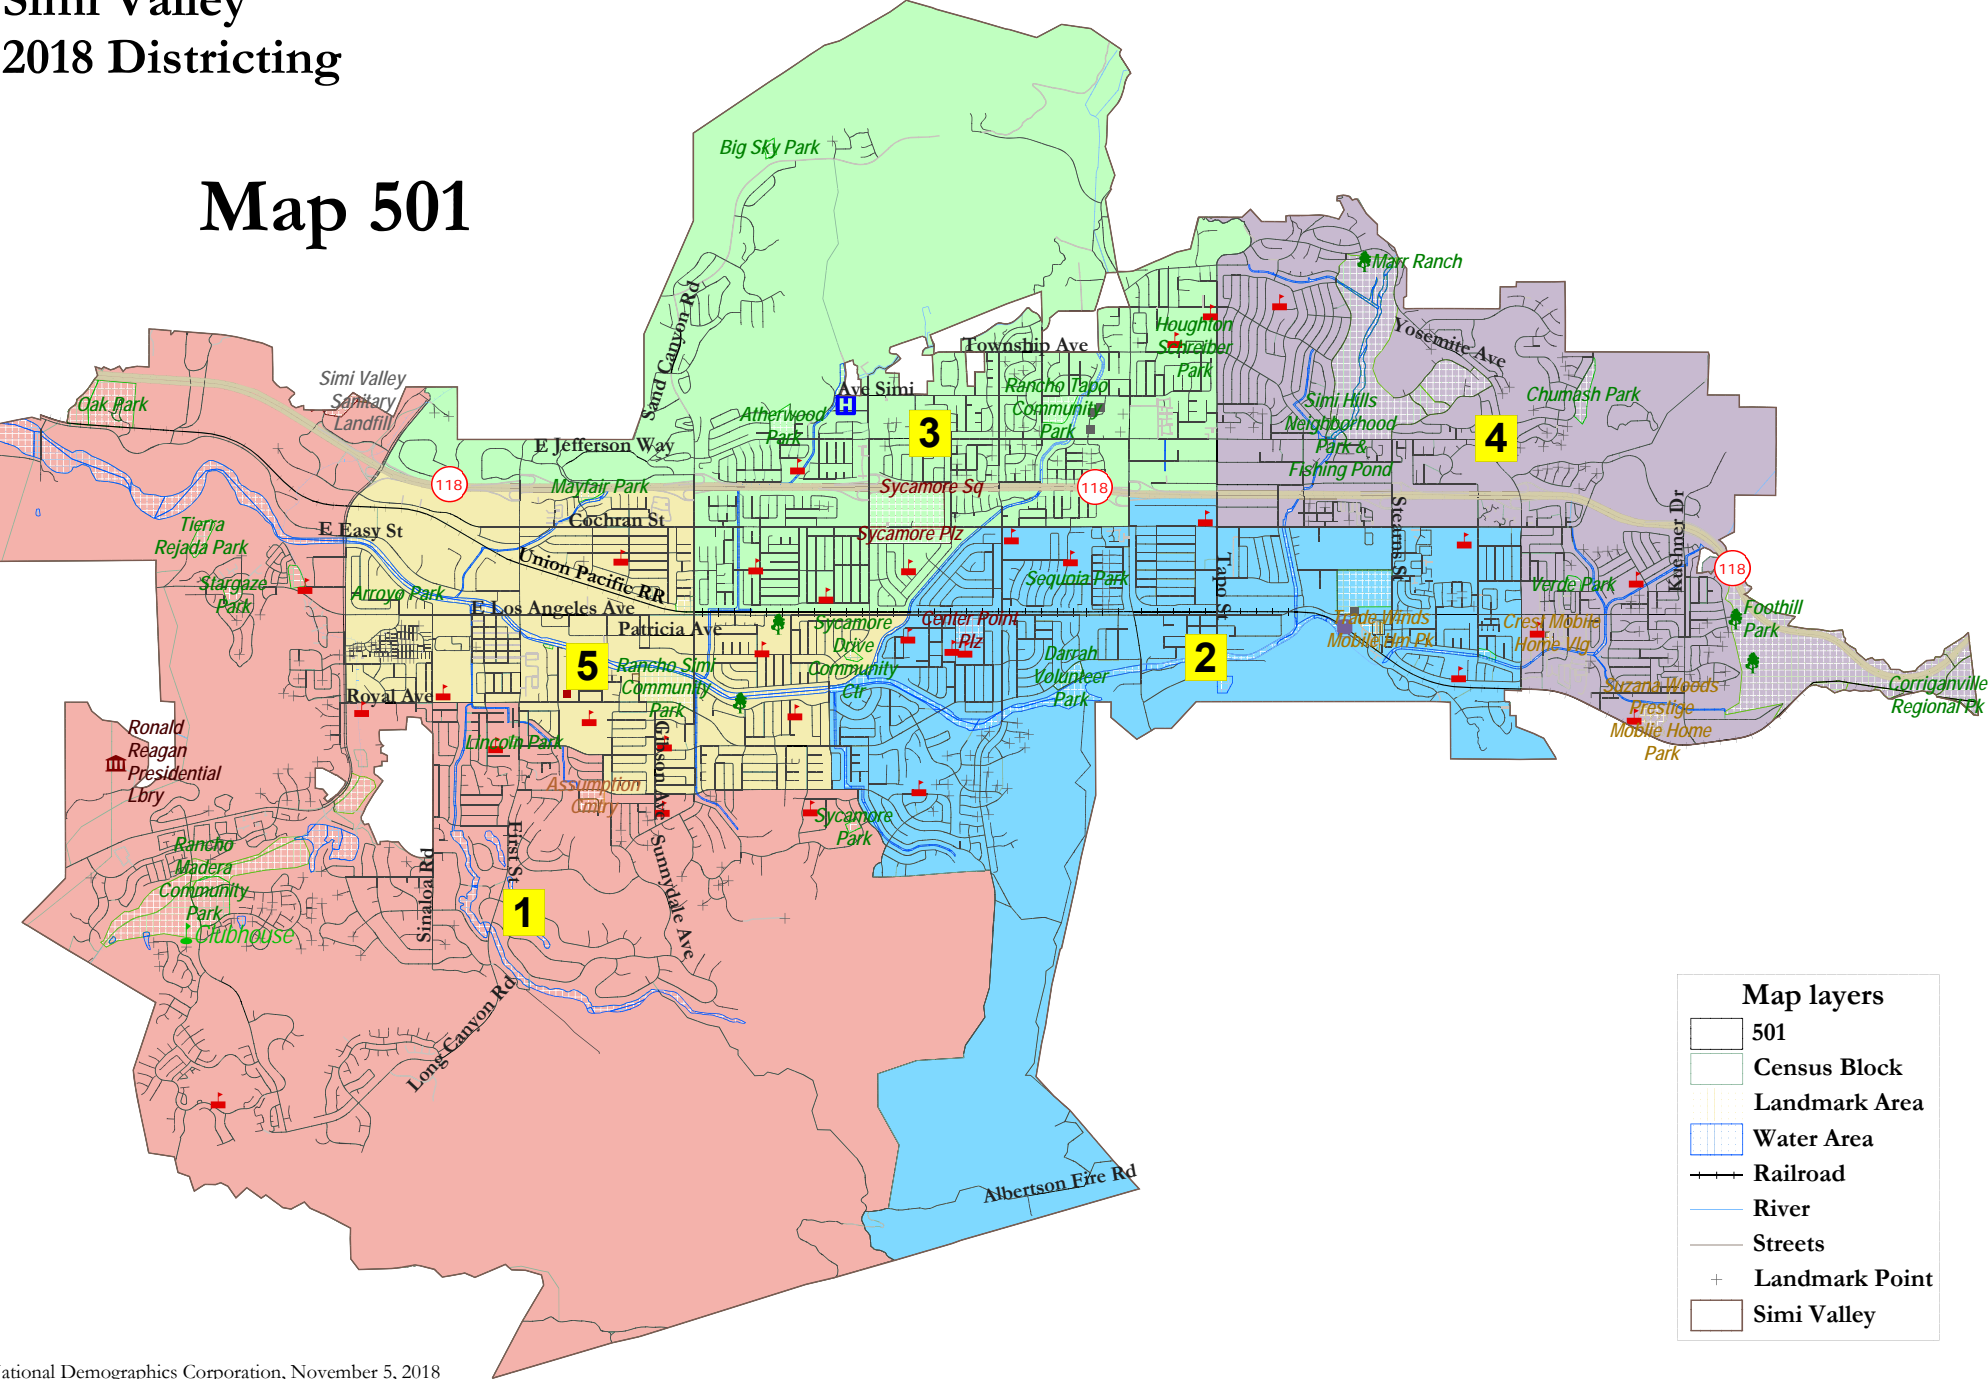 Simi Valley
2018 Districting
Map 501
Big Sky Park
Marr Ranch
Sand Canyon Rd
Houghton
Schreiber
Park
Yosemite Ave
Township Ave
Simi Valley
Sanitary
Landfill
Oak Park
Ave Simi
H
Rancho Tapo
Community
Park
Atherwood
Park
3
Simi Hills
Neighborhood
Park &
Fishing Pond
Chumash Park
4
E Jefferson Way
118
Mayfair Park
Sycamore Sq
118
Tierra
Rejada Park
E Easy St
Cochran St
Sycamore Plz
Stearns St
Kuehner Dr
Union Pacific RR
118
Stargaze
Park
Arroyo Park
Sequoia Park
Tapo St
Verde Park
E Los Angeles Ave
Patricia Ave
Sycamore
Drive
Community
Ctr
Center Point
Plz
Trade Winds
Mobile Hm Pk
Crest Mobile
Home Vlg
Foothill
Park
5
Rancho Simi
Community
Park
Darrah
Volunteer
Park
2
Royal Ave
Suzana Woods
Prestige
Mobile Home
Park
Corriganville
Regional Pk
Ronald
Reagan
Presidential
Lbry
Lincoln Park
Gibson Ave
Assumption
Cmtry
Sycamore
Park
Rancho
Madera
Community
Park
Clubhouse
Sinaloa Rd
First St
Sunnydale Ave
1
Long Canyon Rd
Albertson Fire Rd
Map layers
501
Census Block
Landmark Area
Water Area
Railroad
River
Streets
Landmark Point
Simi Valley
National Demographics Corporation, November 5, 2018